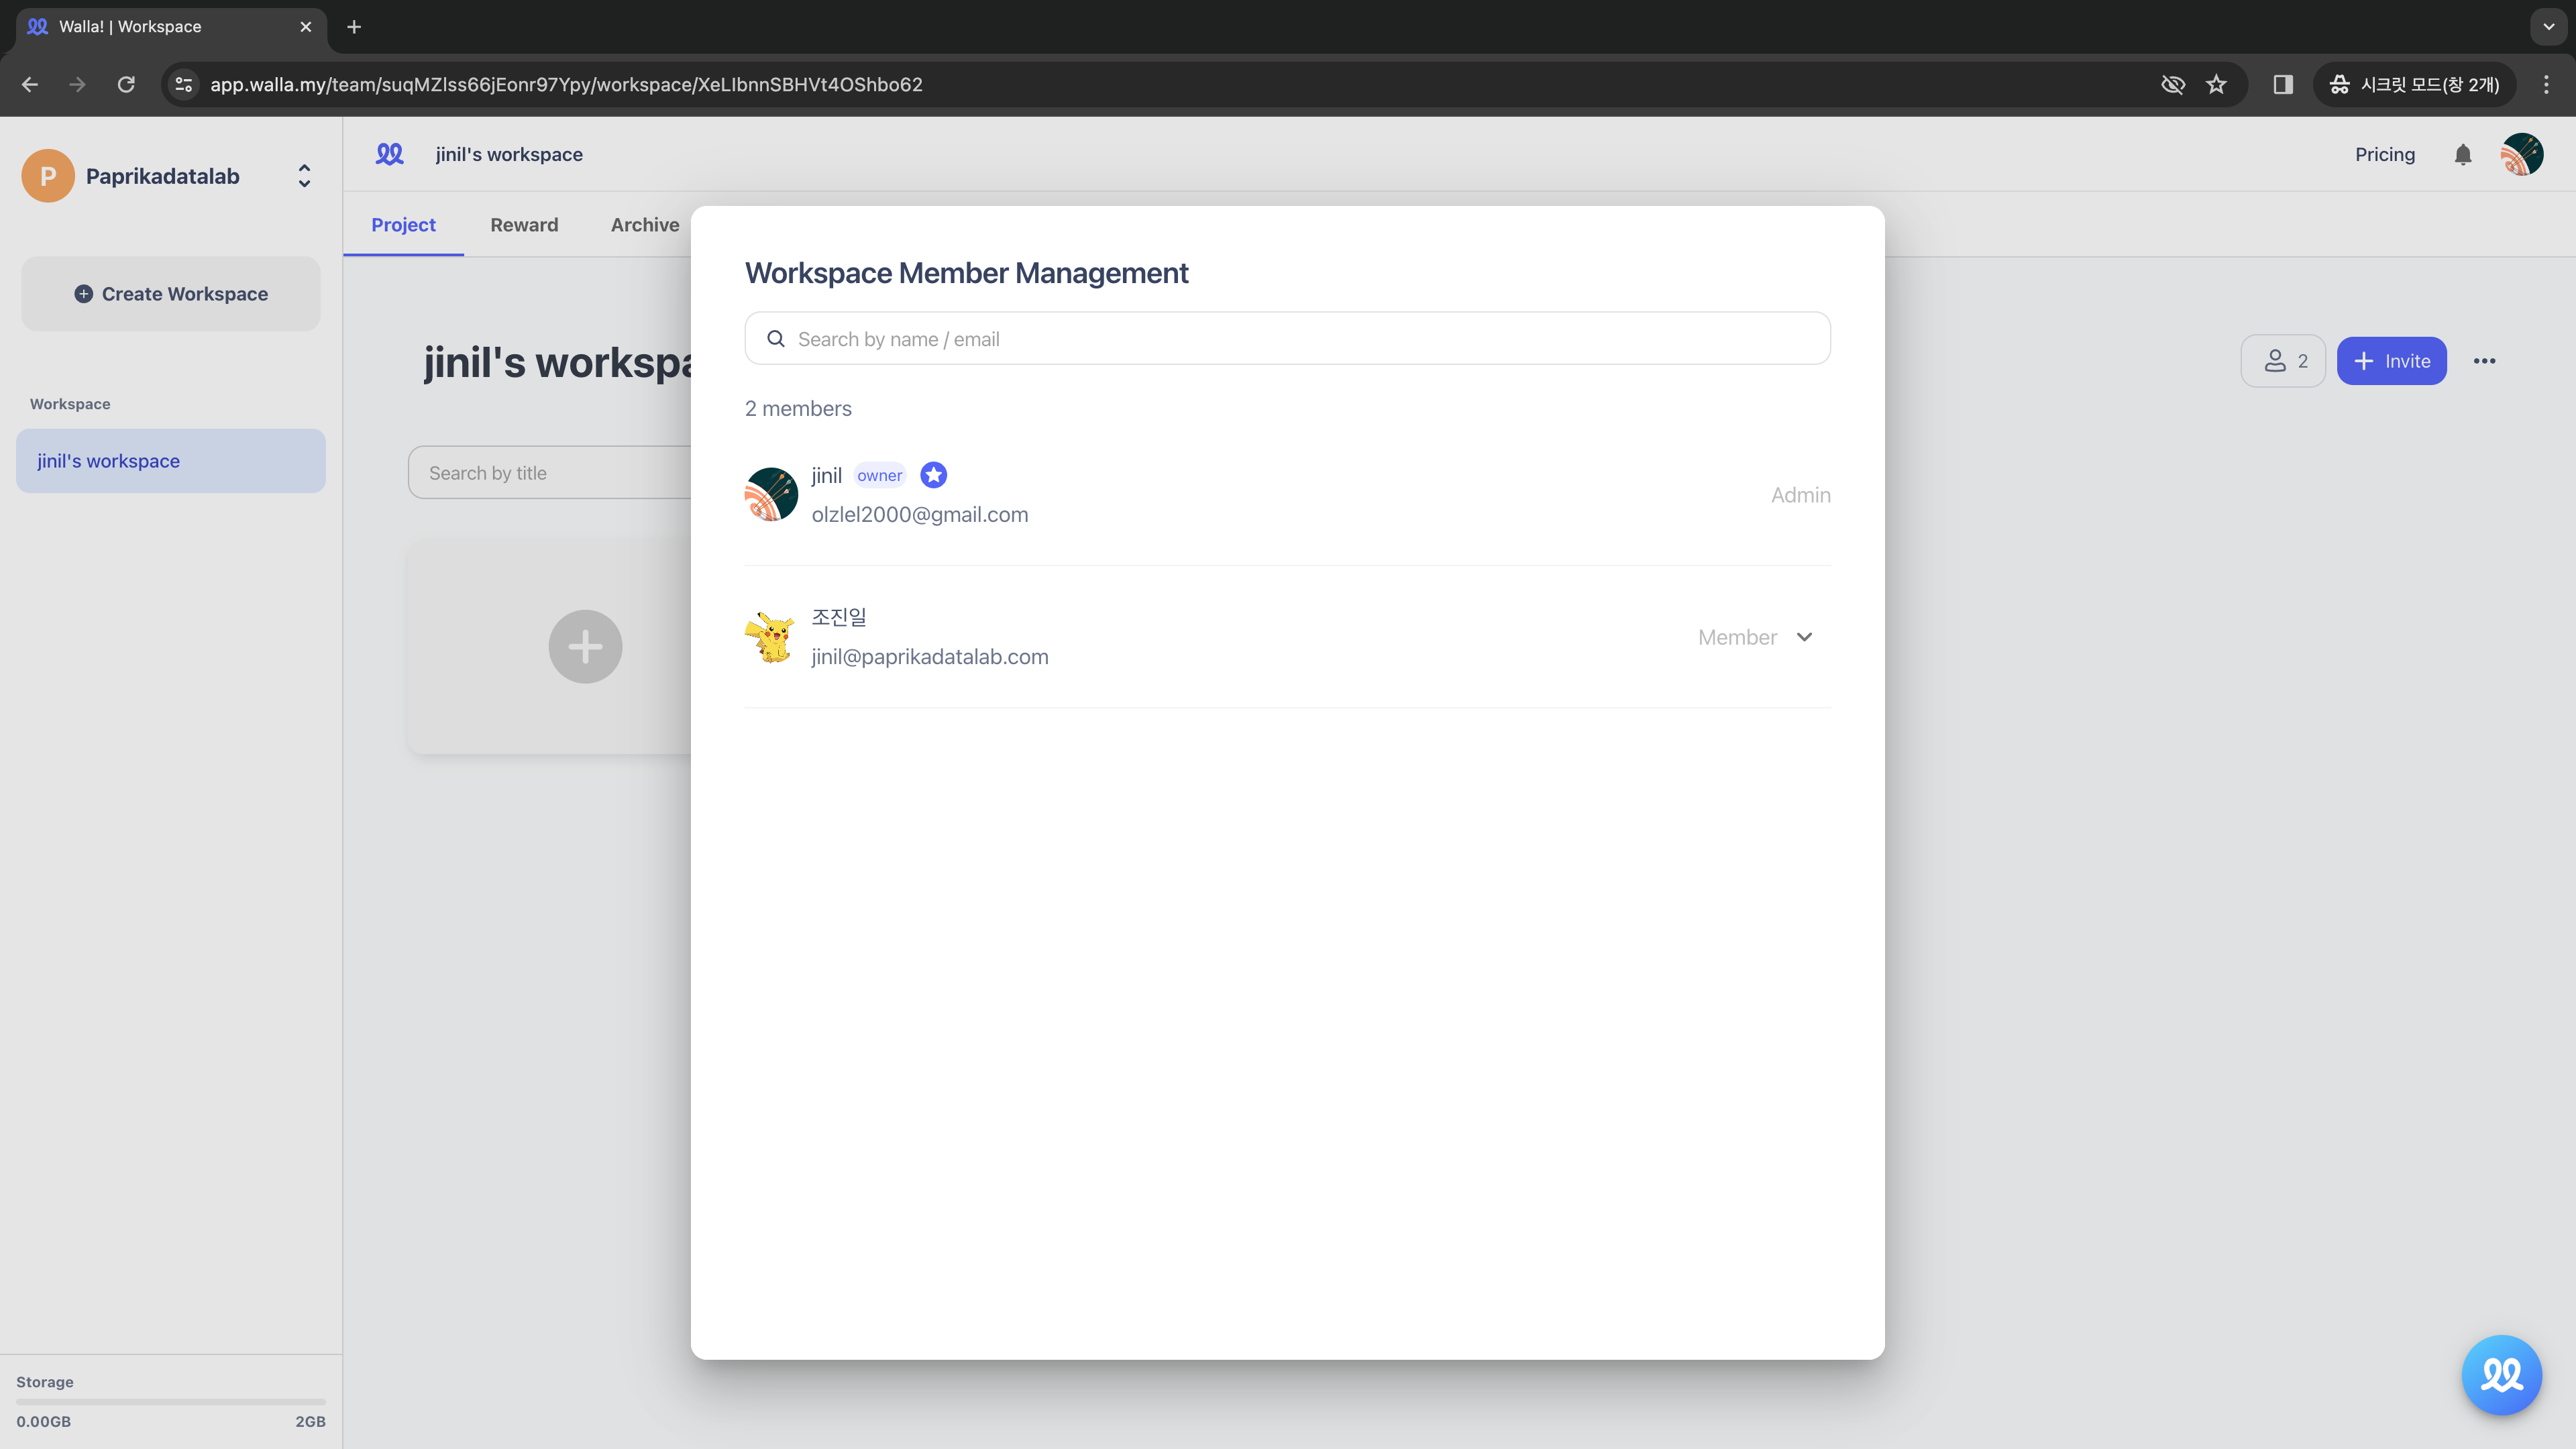 Walla! | Workspace
app.walla.my/team/suqMZlss66jEonr97Ypy/workspace/XeLIbnnSBHVt4OShbo62
시크릿 모드(창 2개)
P
Paprikadatalab
jinil's workspace
Pricing
Project
Reward
Archive
Create Workspace
Workspace
jinil's workspace
jinil's workspa
2
Invite
Search by title
Workspace Member Management
Search by name / email
2 members
jinil owner
olzlel2000@gmail.com
Admin
조진일
jinil@paprikadatalab.com
Member
Storage
0.00GB
2GB